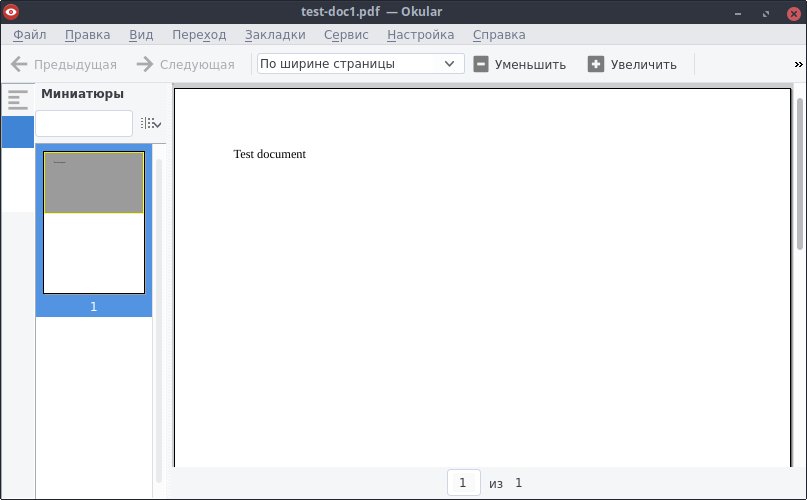 test-doc1.pdf — Okular
Файл Правка Вид Переход Закладки Сервис Настройка Справка
Предыдущая Следующая По ширине страницы Уменьшить Увеличить »
Миниатюры
Test document
1
1 из 1